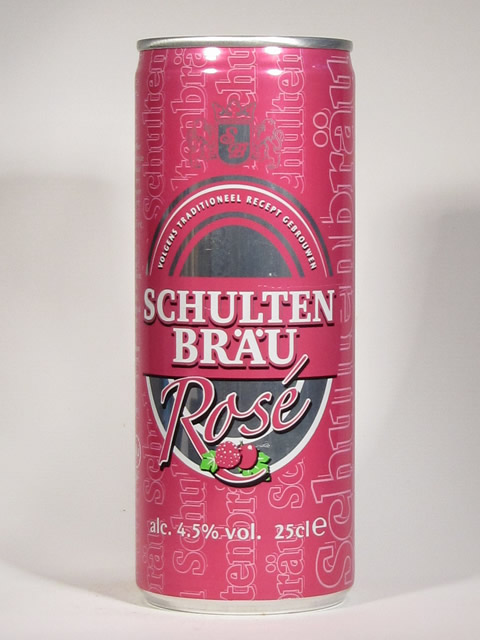 VOLGENS TRADITIONEEL RECEPT GEBROUWEN
SCHULTEN
BRÄU
Rosé
alc. 4.5% vol. 25cl e